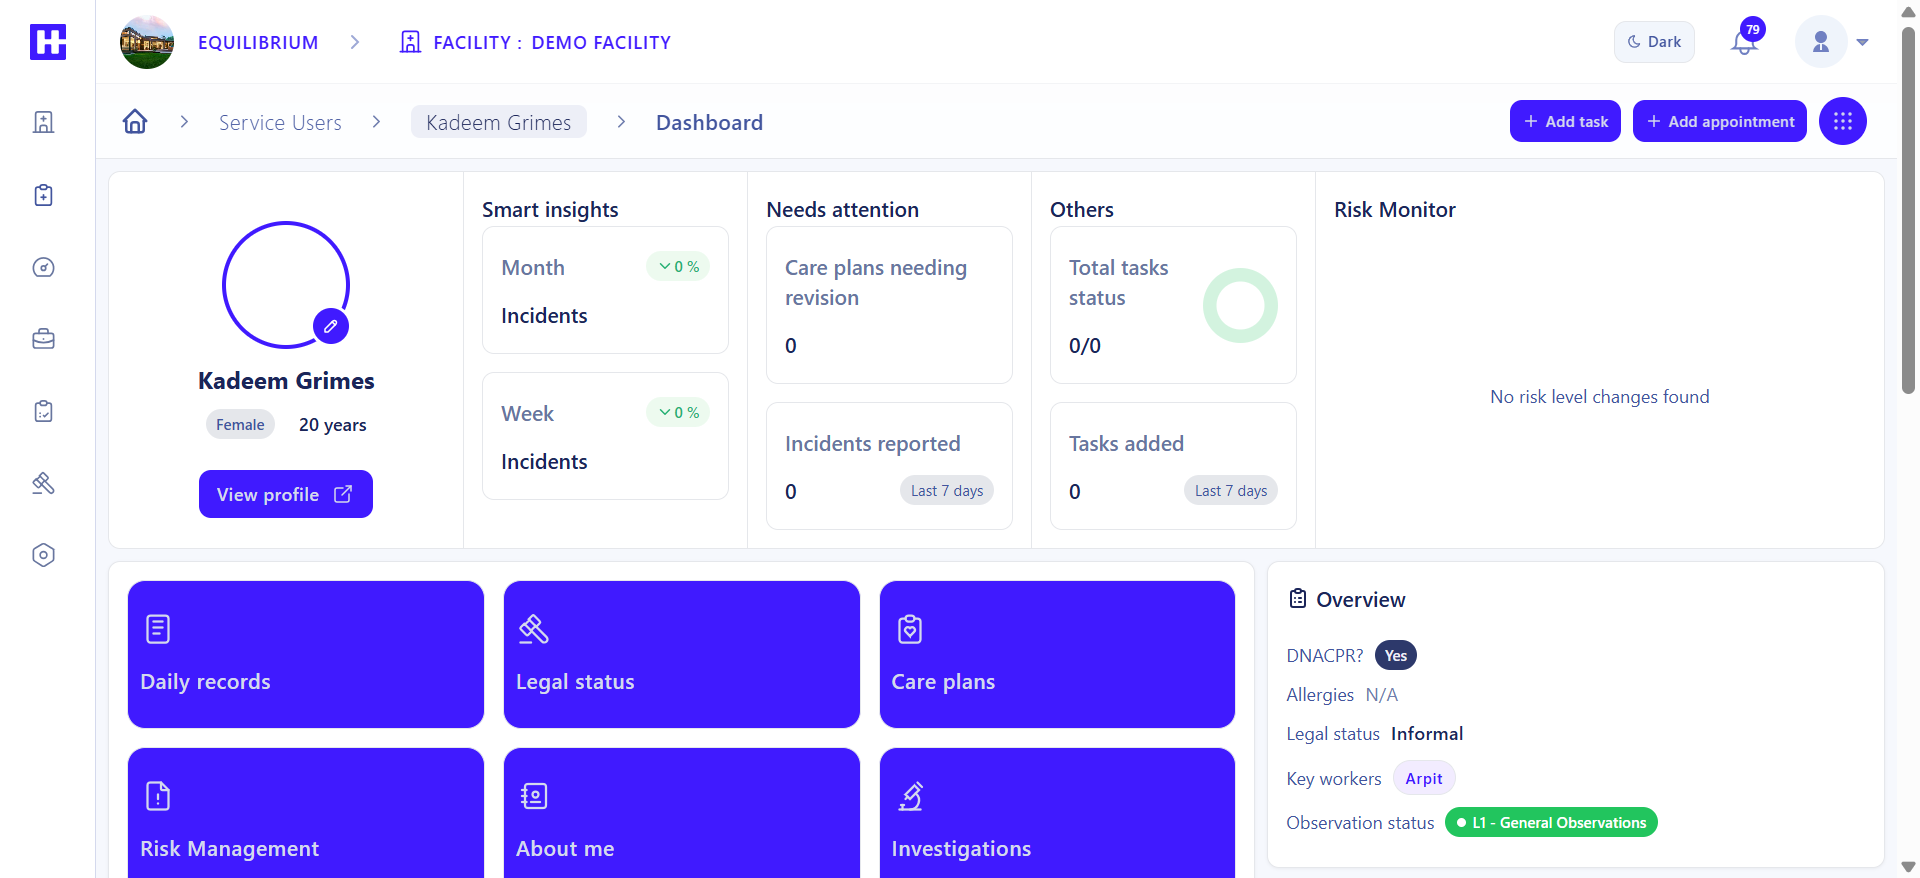 EQUILIBRIUM
FACILITY : DEMO FACILITY
Dark
79
Service Users
Kadeem Grimes
Dashboard
+ Add task
+ Add appointment
Kadeem Grimes
Female
20 years
View profile
Smart insights
Month
0 %
Incidents
Week
0 %
Incidents
Needs attention
Care plans needing
revision
0
Incidents reported
0
Last 7 days
Others
Total tasks
status
0/0
Tasks added
0
Last 7 days
Risk Monitor
No risk level changes found
Daily records
Legal status
Care plans
Risk Management
About me
Investigations
Overview
DNACPR? Yes
Allergies N/A
Legal status Informal
Key workers Arpit
Observation status L1 - General Observations